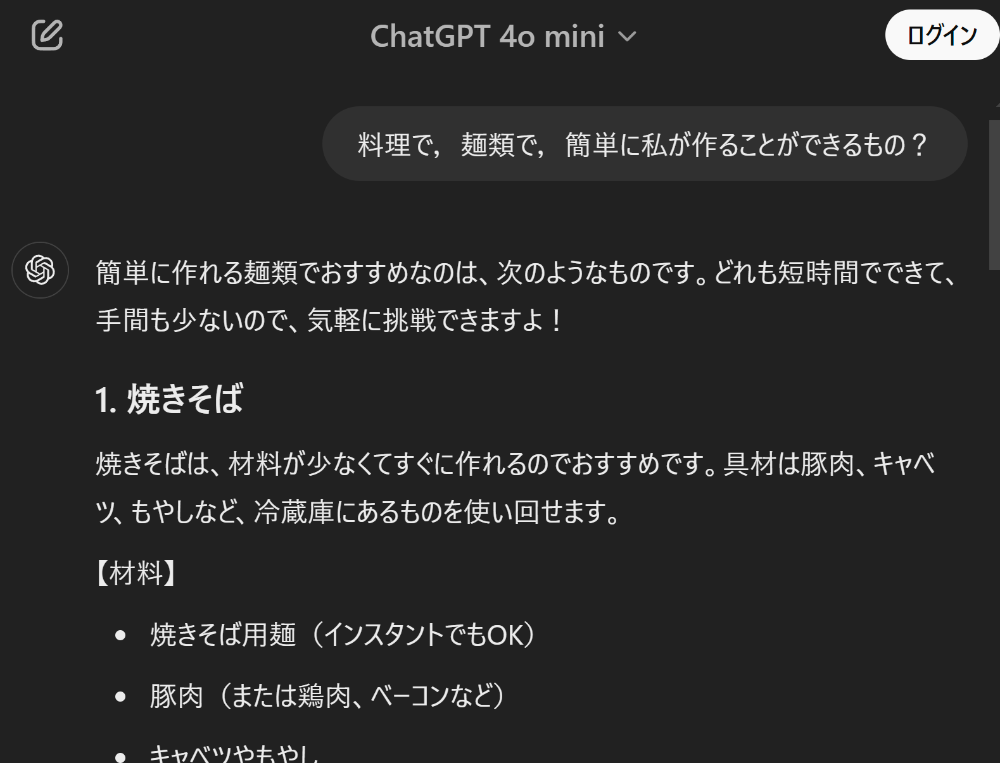 ChatGPT 4o mini
ログイン
料理で， 麺類で， 簡単に私が作ることができるもの？
簡単に作れる麺類でおすすめなのは、次のようなものです。どれも短時間でできて、
手間も少ないので、気軽に挑戦できますよ！
1. 焼きそば
焼きそばは、材料が少なくてすぐに作れるのでおすすめです。具材は豚肉、キャベ
ツ、もやしなど、冷蔵庫にあるものを使い回せます。
【材料】
• 焼きそば用麺（インスタントでもOK）
• 豚肉（または鶏肉、ベーコンなど）
• キャベツやもやし